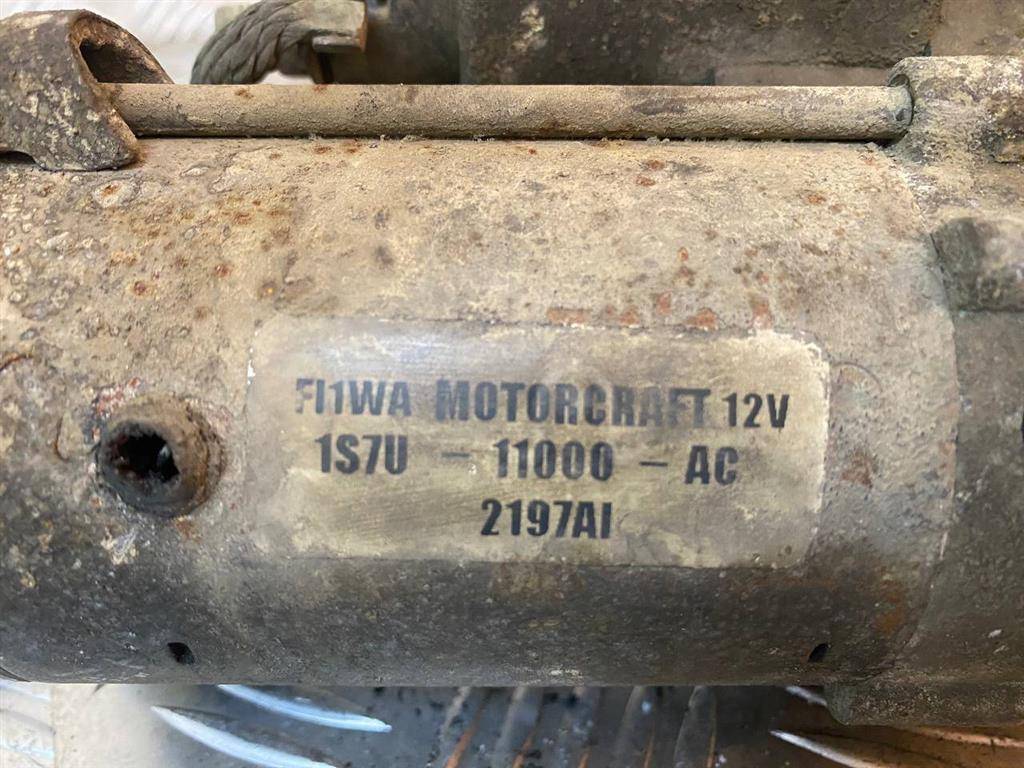 FI1WA MOTORCRAFT 12V
1S7U - 11000 - AC
2197AI